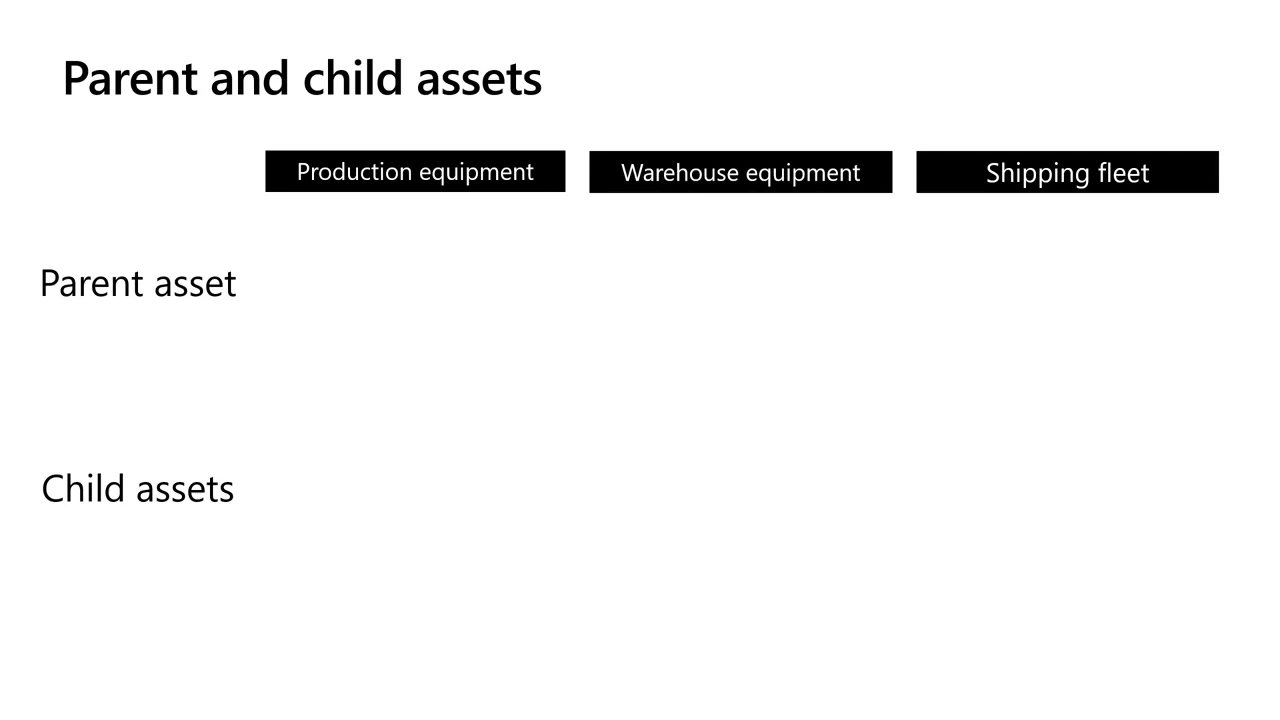 Parent and child assets
Production equipment
Warehouse equipment
Shipping fleet
Parent asset
Child assets